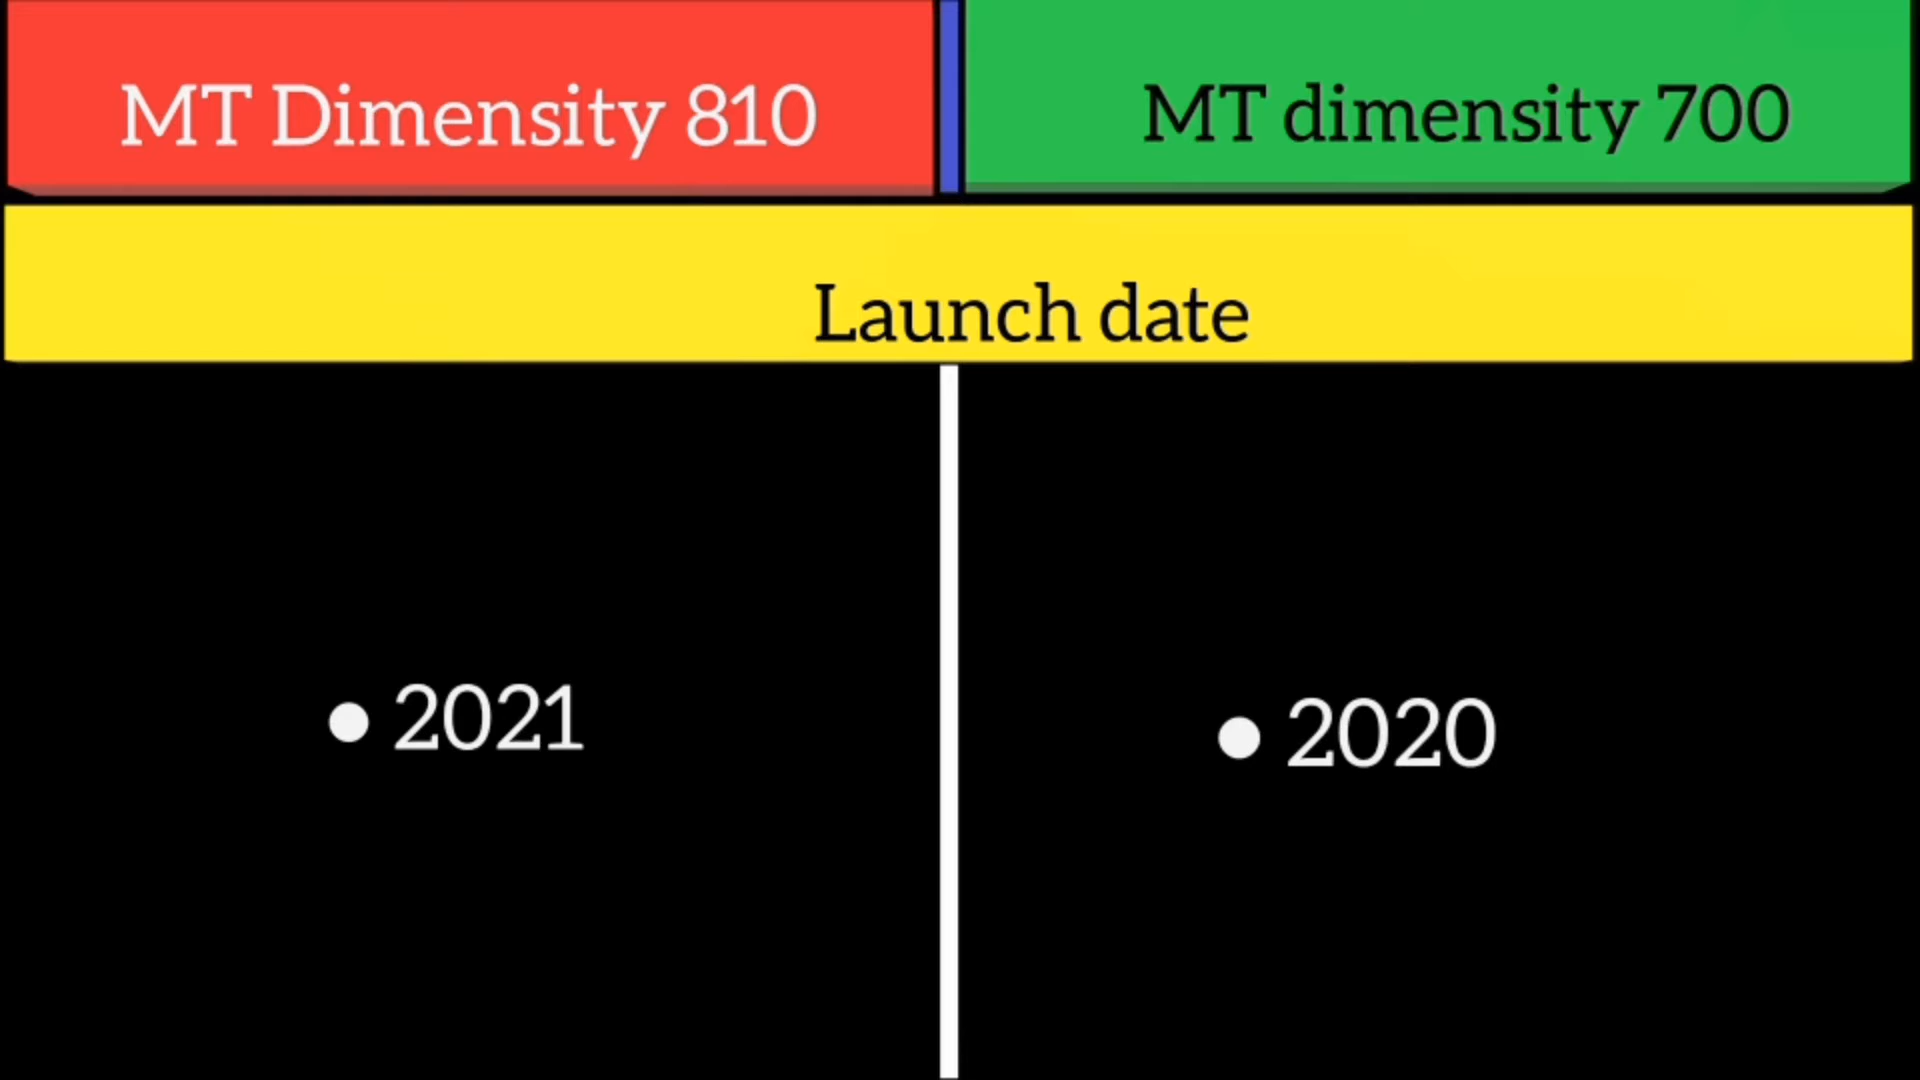 MT Dimensity 810
MT dimensity 700
Launch date
• 2021
• 2020